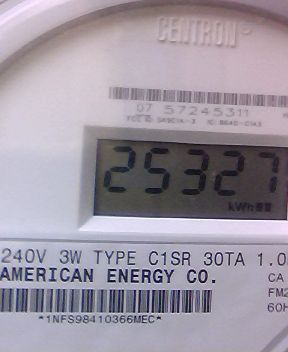 CENTRON
07 57245311
25327
kWh
240V 3W TYPE C1SR 30TA 1.0
AMERICAN ENERGY CO. CA
FM2
60H
*1NFS98410366MEC*